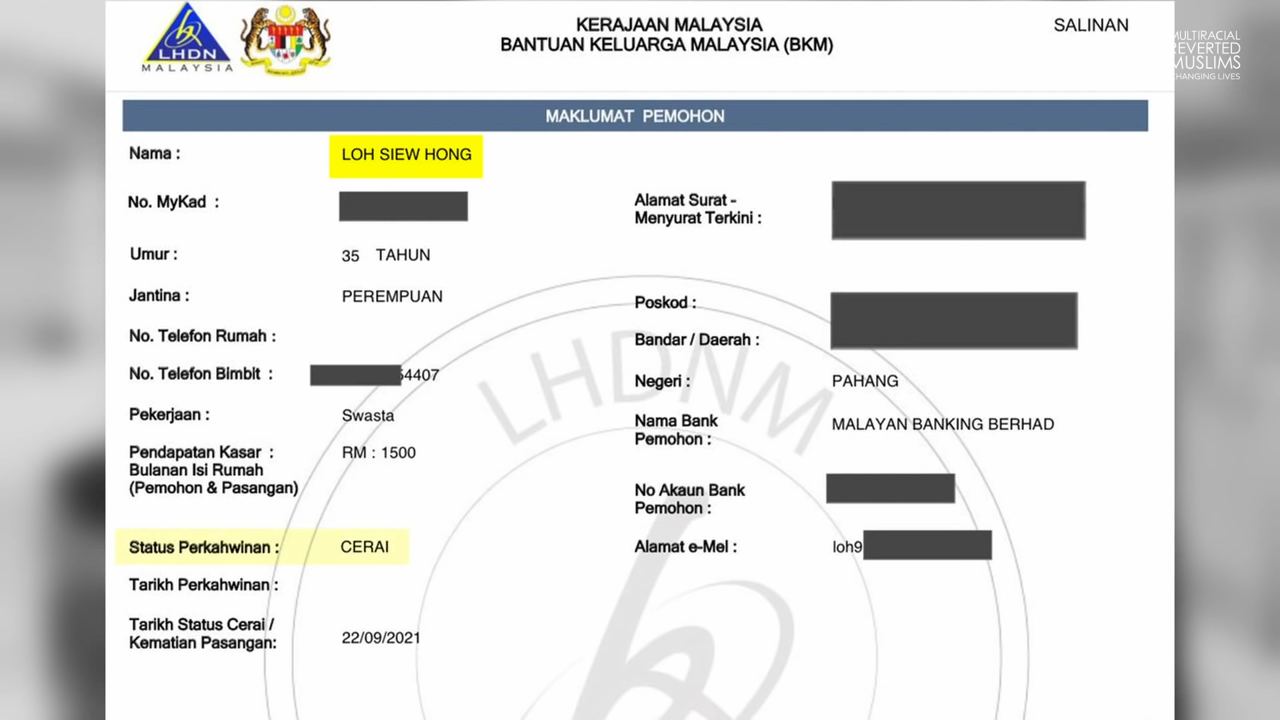 LHDN
MALAYSIA
KERAJAAN MALAYSIA
BANTUAN KELUARGA MALAYSIA (BKM)
SALINAN
MULTIRACIAL
REVERTED
MUSLIMS
CHANGING LIVES
MAKLUMAT PEMOHON
Nama : LOH SIEW HONG
No. MyKad :
Alamat Surat -
Menyurat Terkini :
Umur : 35 TAHUN
Jantina : PEREMPUAN
Poskod :
No. Telefon Rumah :
Bandar / Daerah :
No. Telefon Bimbit : 4407
Negeri : PAHANG
Pekerjaan : Swasta
Nama Bank
Pemohon : MALAYAN BANKING BERHAD
Pendapatan Kasar : RM : 1500
Bulanan Isi Rumah
(Pemohon & Pasangan)
No Akaun Bank
Pemohon :
Status Perkahwinan : CERAI
Alamat e-Mel : loh9
Tarikh Perkahwinan :
Tarikh Status Cerai /
Kematian Pasangan: 22/09/2021
LHDNM